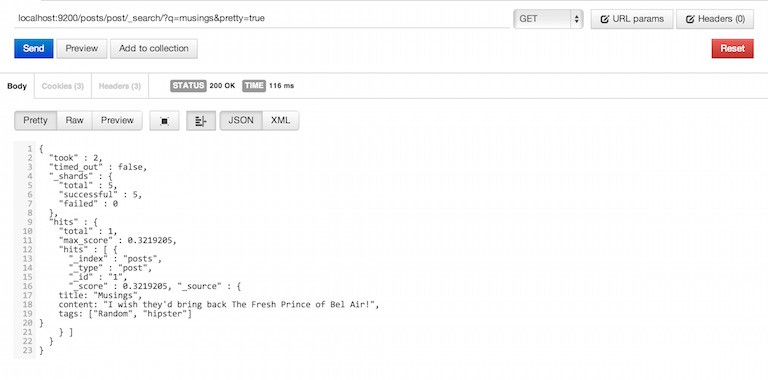 localhost:9200/posts/post/_search/?q=musings&pretty=true GET URL params Headers (0)
Send Preview Add to collection Reset
Body Cookies (3) Headers (3) STATUS 200 OK TIME 116 ms
Pretty Raw Preview JSON XML
1 {
2 "took" : 2,
3 "timed_out" : false,
4 "_shards" : {
5 "total" : 5,
6 "successful" : 5,
7 "failed" : 0
8 },
9 "hits" : {
10 "total" : 1,
11 "max_score" : 0.3219205,
12 "hits" : [ {
13 "_index" : "posts",
14 "_type" : "post",
15 "_id" : "1",
16 "_score" : 0.3219205, "_source" : {
17 title: "Musings",
18 content: "I wish they'd bring back The Fresh Prince of Bel Air!",
19 tags: ["Random", "hipster"]
20 }
21 } ]
22 }
23 }